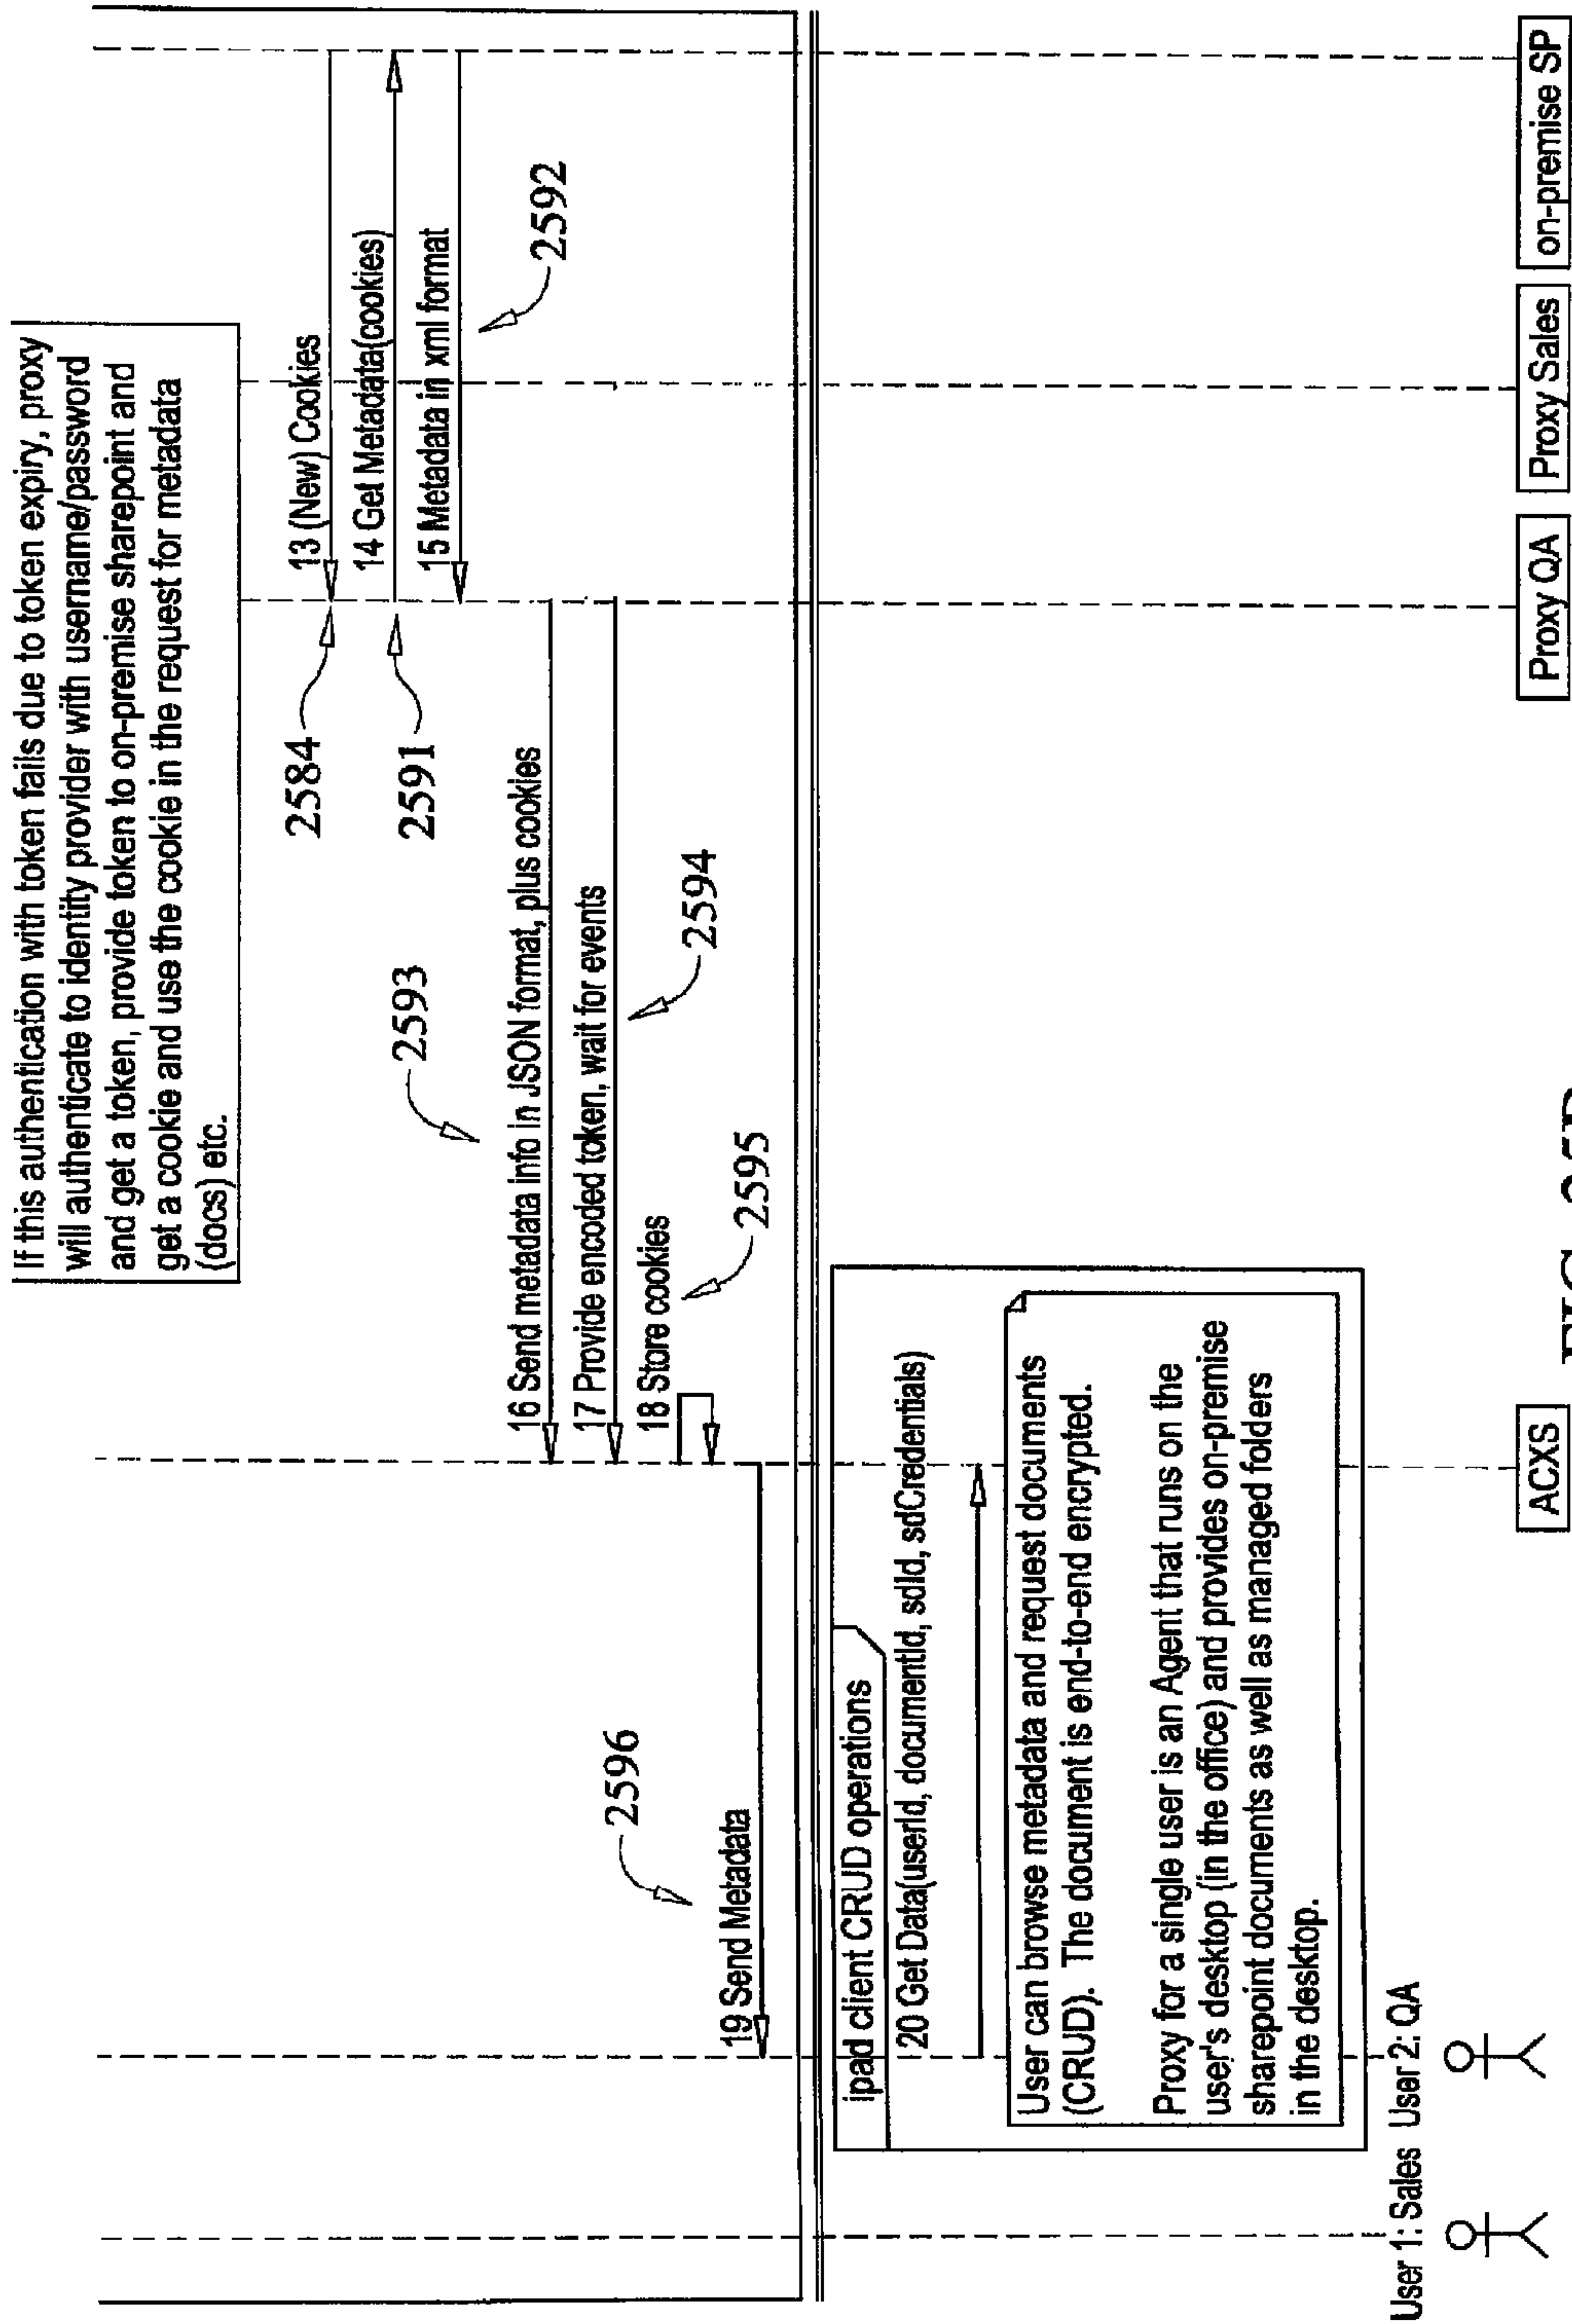 If this authentication with token fails due to token expiry, proxy
will authenticate to identity provider with username/password
and get a token, provide token to on-premise sharepoint and
get a cookie and use the cookie in the request for metadata
(docs) etc.
13 (New) Cookies
2584
14 Get Metadata(cookies)
2591
15 Metadata in xml format
2592
2593
16 Send metadata info in JSON format, plus cookies
17 Provide encoded token, wait for events
2594
18 Store cookies
2595
2596
19 Send Metadata
ipad client CRUD operations
20 Get Data(userId, documentId, sdId, sdCredentials)
User can browse metadata and request documents
(CRUD). The document is end-to-end encrypted.
Proxy for a single user is an Agent that runs on the
user's desktop (in the office) and provides on-premise
sharepoint documents as well as managed folders
in the desktop.
User 1: Sales User 2: QA
ACXS
Proxy QA
Proxy Sales
on-premise SP